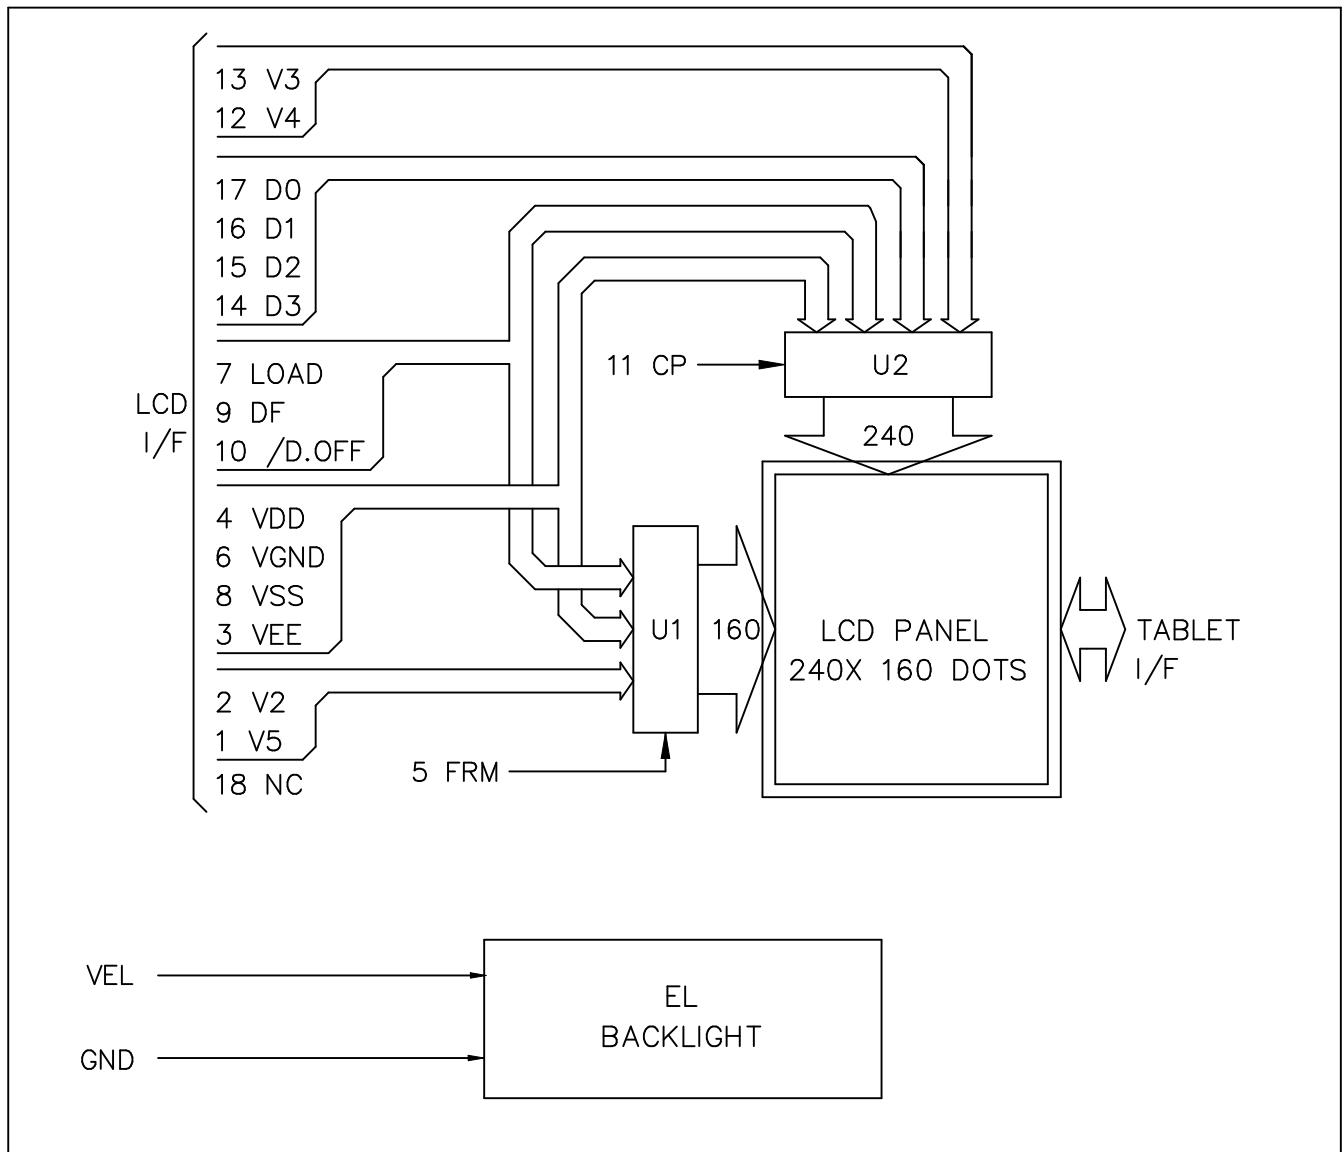 13 V3
12 V4
17 D0
16 D1
15 D2
14 D3
7 LOAD
9 DF
10 /D.OFF
LCD
I/F
4 VDD
6 VGND
8 VSS
3 VEE
2 V2
1 V5
18 NC
11 CP
U2
240
U1
160
5 FRM
LCD PANEL
240X 160 DOTS
TABLET
I/F
VEL
GND
EL
BACKLIGHT